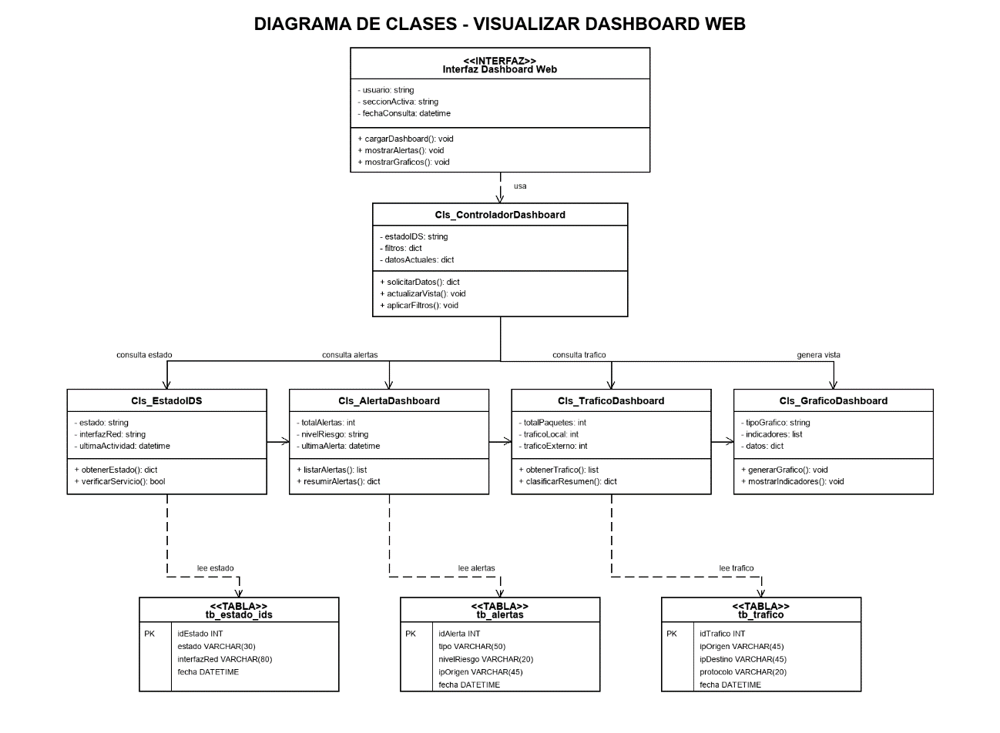 DIAGRAMA DE CLASES - VISUALIZAR DASHBOARD WEB
<<INTERFAZ>>
Interfaz Dashboard Web
- usuario: string
- seccionActiva: string
- fechaConsulta: datetime
+ cargarDashboard(): void
+ mostrarAlertas(): void
+ mostrarGraficos(): void
usa
Cls_ControladorDashboard
- estadoIDS: string
- filtros: dict
- datosActuales: dict
+ solicitarDatos(): dict
+ actualizarVista(): void
+ aplicarFiltros(): void
consulta estado
consulta alertas
consulta trafico
genera vista
Cls_EstadoIDS
- estado: string
- interfazRed: string
- ultimaActividad: datetime
+ obtenerEstado(): dict
+ verificarServicio(): bool
Cls_AlertaDashboard
- totalAlertas: int
- nivelRiesgo: string
- ultimaAlerta: datetime
+ listarAlertas(): list
+ resumirAlertas(): dict
Cls_TraficoDashboard
- totalPaquetes: int
- traficoLocal: int
- traficoExterno: int
+ obtenerTrafico(): list
+ clasificarResumen(): dict
Cls_GraficoDashboard
- tipoGrafico: string
- indicadores: list
- datos: dict
+ generarGrafico(): void
+ mostrarIndicadores(): void
lee estado
lee alertas
lee trafico
<<TABLA>>
tb_estado_ids
PK idEstado INT
estado VARCHAR(30)
interfazRed VARCHAR(80)
fecha DATETIME
<<TABLA>>
tb_alertas
PK idAlerta INT
tipo VARCHAR(50)
nivelRiesgo VARCHAR(20)
ipOrigen VARCHAR(45)
fecha DATETIME
<<TABLA>>
tb_trafico
PK idTrafico INT
ipOrigen VARCHAR(45)
ipDestino VARCHAR(45)
protocolo VARCHAR(20)
fecha DATETIME